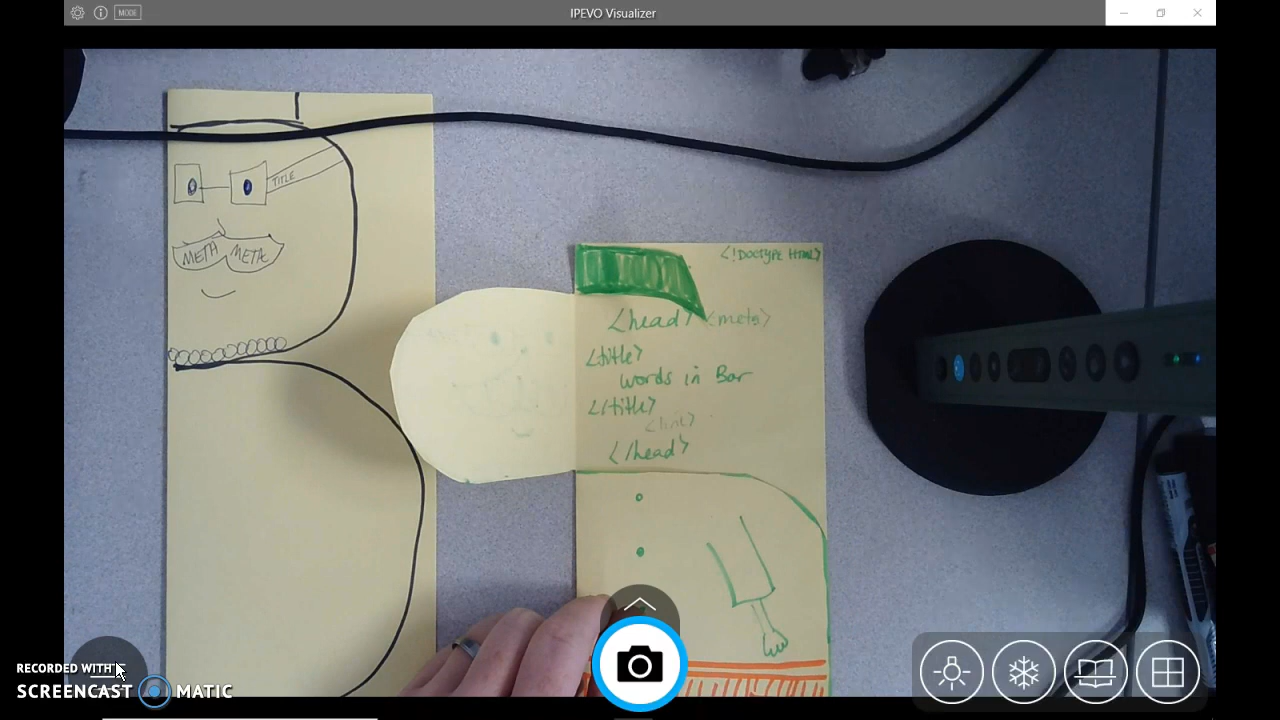 MODE
IPEVO Visualizer
TITLE
META META
<!DOCTYPE HTML>
<head> <meta>
<title>
words in Bar
</title>
<link>
</head>
RECORDED WITH
SCREENCAST MATIC